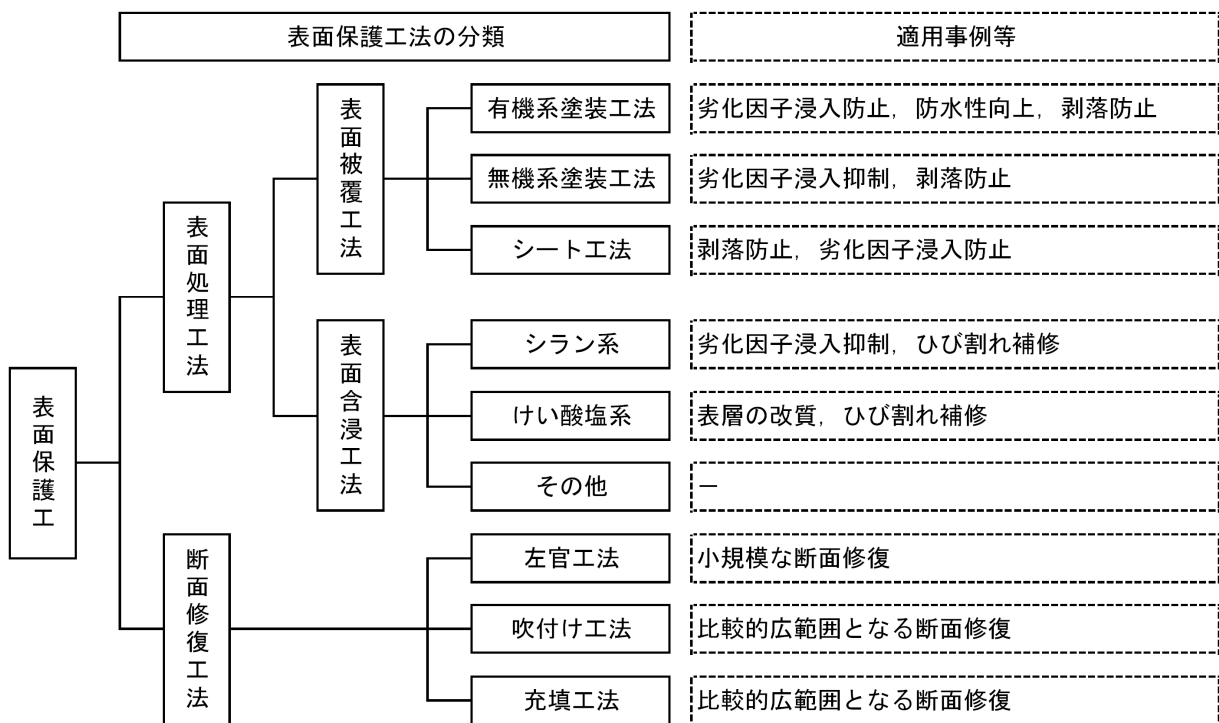 表面保護工法の分類
適用事例等
表面保護工
表面処理工法
表面被覆工法
有機系塗装工法
劣化因子浸入防止，防水性向上，剥落防止
無機系塗装工法
劣化因子浸入抑制，剥落防止
シート工法
剥落防止，劣化因子浸入防止
表面含浸工法
シラン系
劣化因子浸入抑制，ひび割れ補修
けい酸塩系
表層の改質，ひび割れ補修
その他
－
断面修復工法
左官工法
小規模な断面修復
吹付け工法
比較的広範囲となる断面修復
充填工法
比較的広範囲となる断面修復